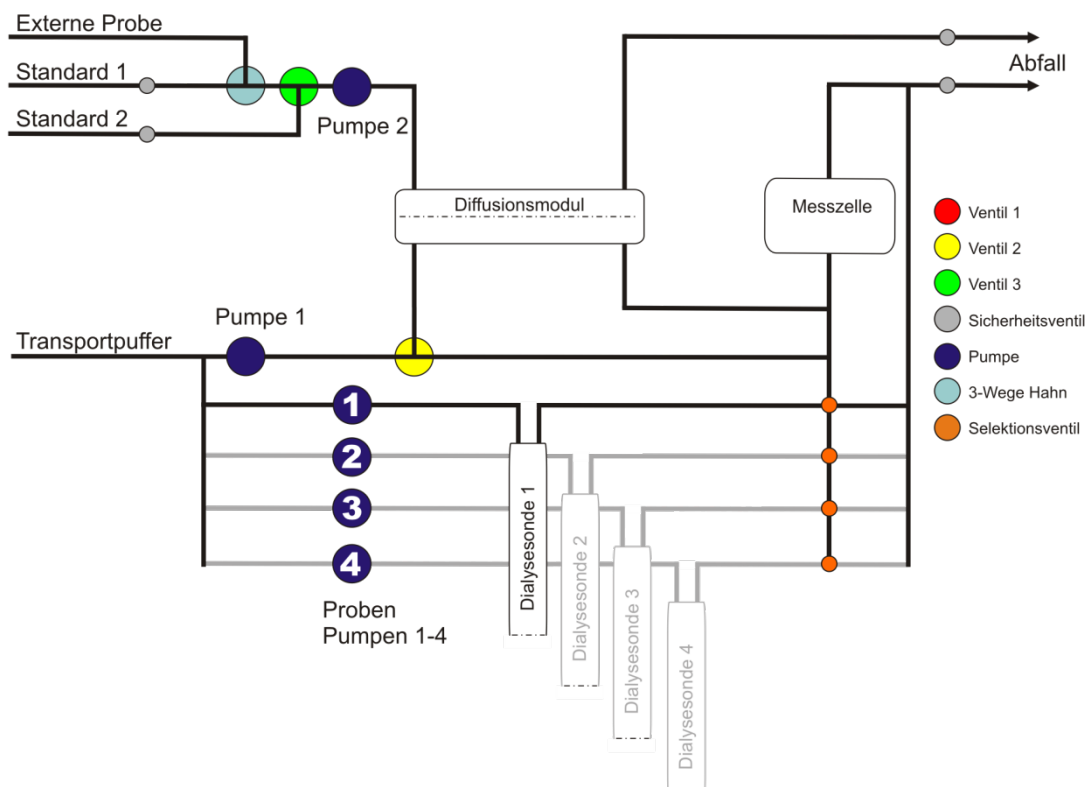 Externe Probe
Standard 1
Standard 2
Pumpe 2
Abfall
Diffusionsmodul
Messzelle
Ventil 1
Ventil 2
Ventil 3
Sicherheitsventil
Pumpe
3-Wege Hahn
Selektionsventil
Pumpe 1
Transportpuffer
1
2
3
4
Proben
Pumpen 1-4
Dialysesonde 1
Dialysesonde 2
Dialysesonde 3
Dialysesonde 4